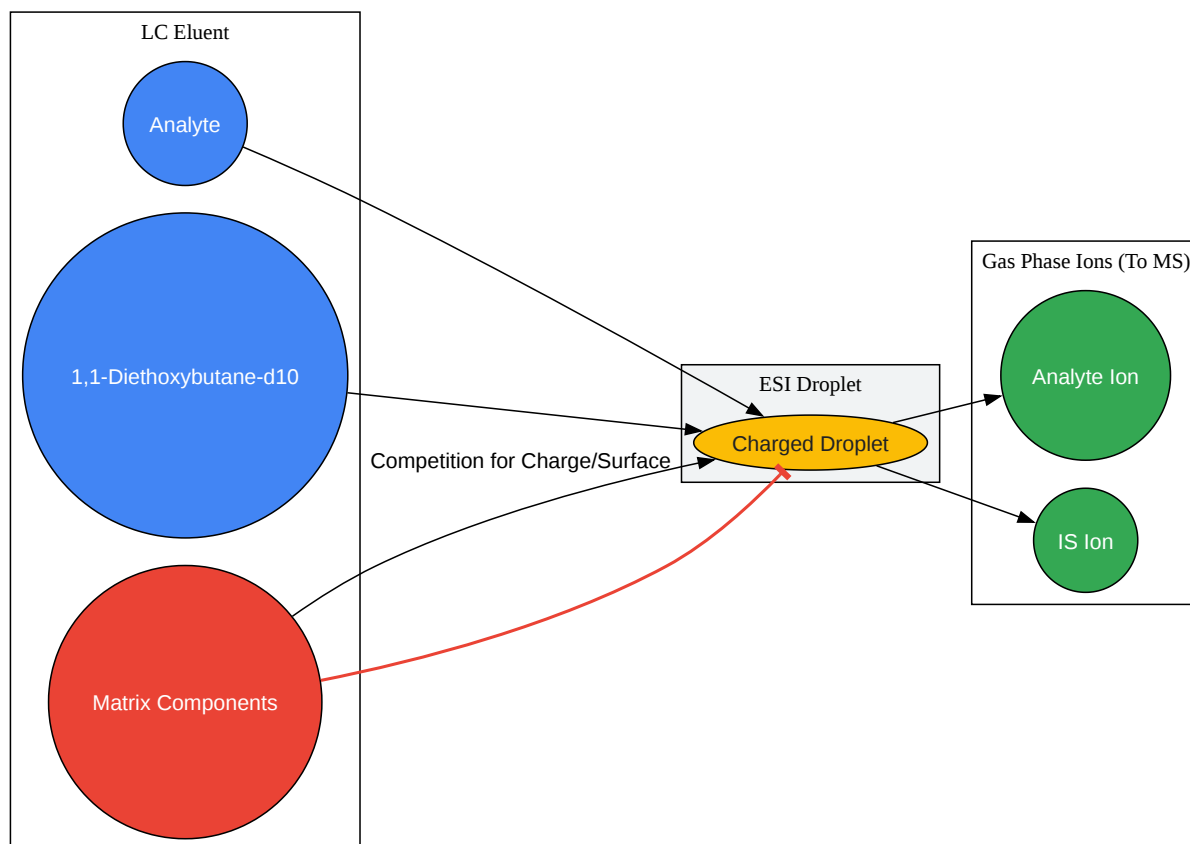 LC Eluent
Analyte
1,1-Diethoxybutane-d10
Matrix Components
Competition for Charge/Surface
ESI Droplet
Charged Droplet
Gas Phase Ions (To MS)
Analyte Ion
IS Ion